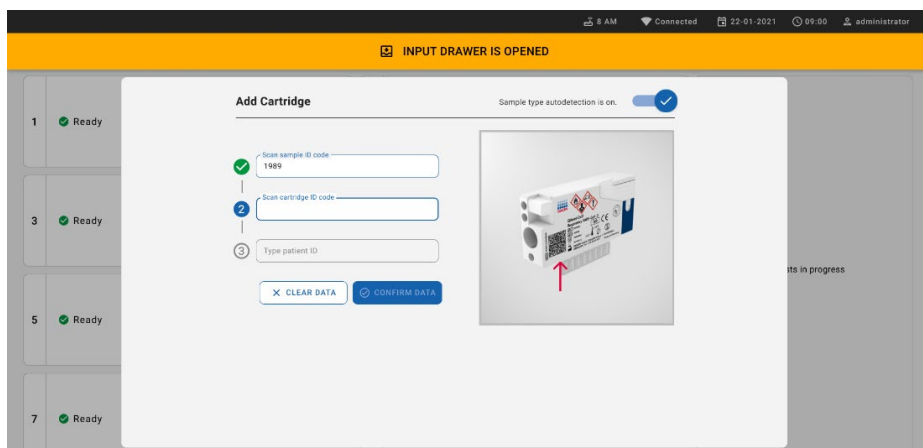 8 AM Connected 22-01-2021 09:00 administrator
INPUT DRAWER IS OPENED
Add Cartridge
Sample type autodetection is on.
1 Ready
Scan sample ID code
1989
2
Scan cartridge ID code
3 Ready
3
Type patient ID
sts in progress
CLEAR DATA
CONFIRM DATA
5 Ready
7 Ready